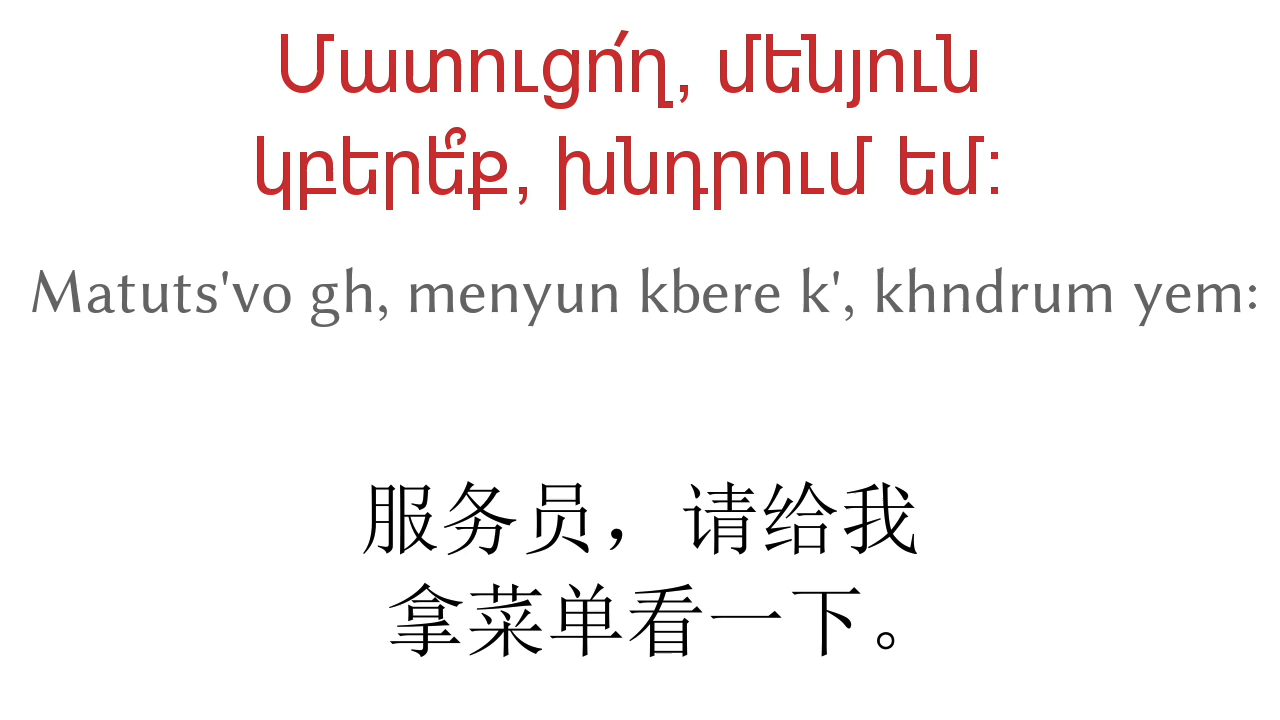 Մատուցո՛ղ, մենյուն
կբերե՞ք, խնդրում եմ:
Matuts'vo gh, menyun kbere k', khndrum yem:
服务员，请给我
拿菜单看一下。